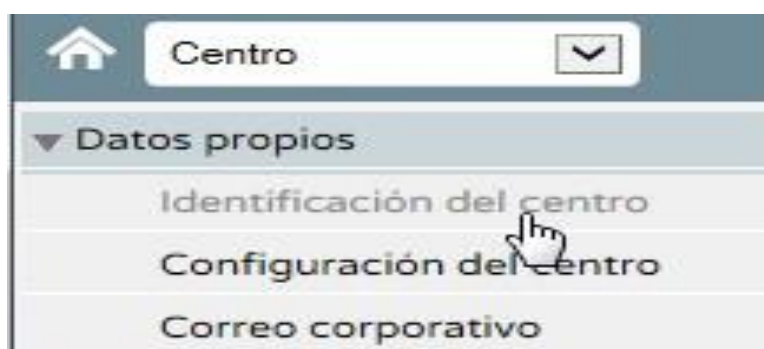 Centro
Datos propios
Identificación del centro
Configuración del centro
Correo corporativo